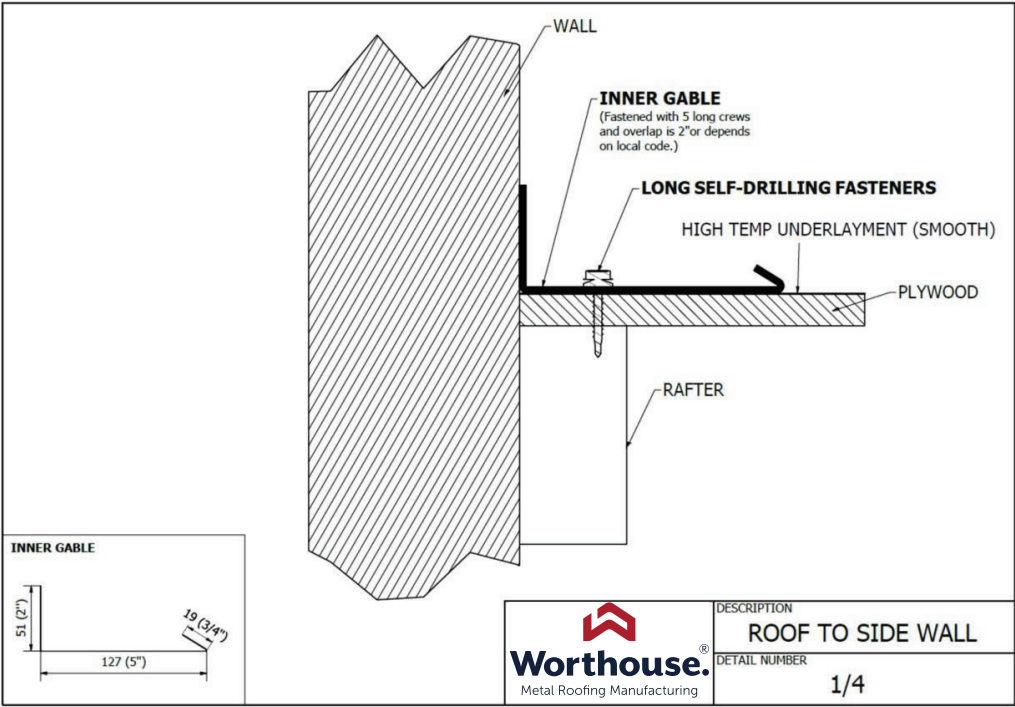 WALL
INNER GABLE
(Fastened with 5 long crews
and overlap is 2"or depends
on local code.)
LONG SELF-DRILLING FASTENERS
HIGH TEMP UNDERLAYMENT (SMOOTH)
PLYWOOD
RAFTER
INNER GABLE
51 (2")
19 (3/4")
127 (5")
Worthouse.®
Metal Roofing Manufacturing
DESCRIPTION
ROOF TO SIDE WALL
DETAIL NUMBER
1/4